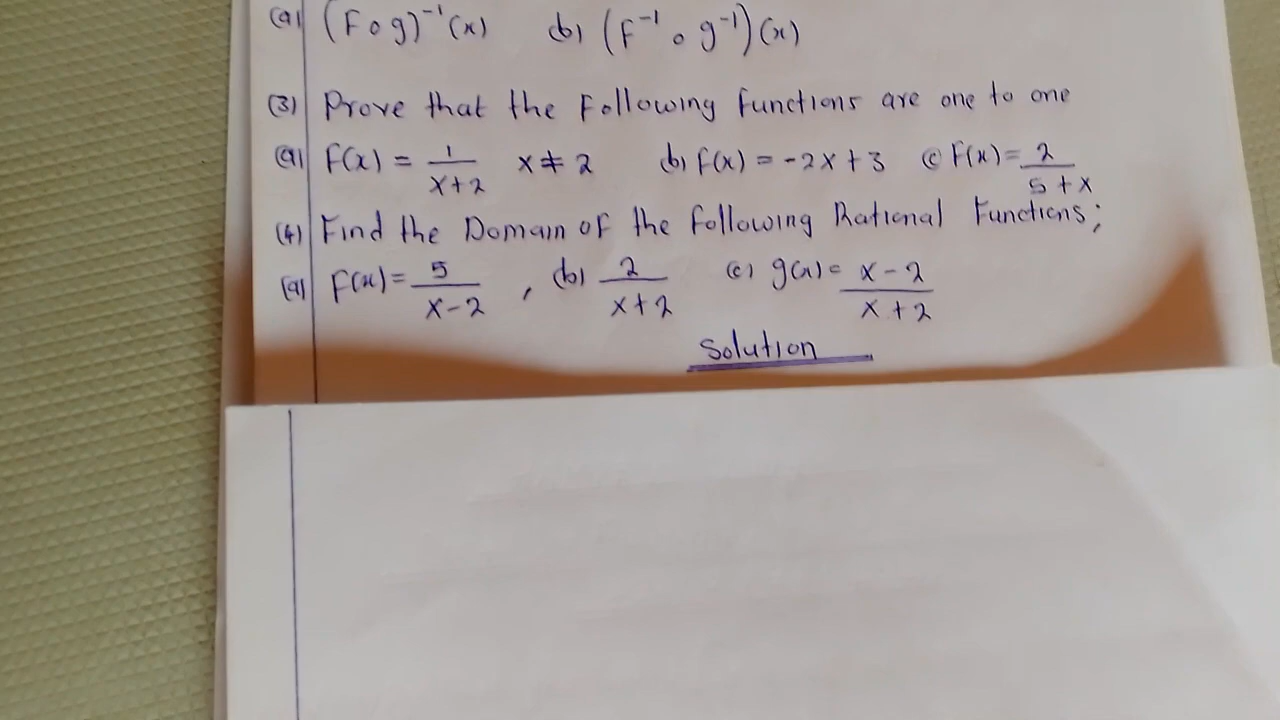 (a) (Fog)⁻¹(x) (b) (F⁻¹ o g⁻¹)(x)
(3) Prove that the Following Functions are one to one
(a) F(x) = 1/(x+2) x ≠ 2 (b) F(x) = -2x + 3 (c) F(x) = 2/(5+x)
(4) Find the Domain of the Following Rational Functions;
(a) F(x) = 5/(x-2), (b) 2/(x+2) (c) g(x) = (x-2)/(x+2)
Solution